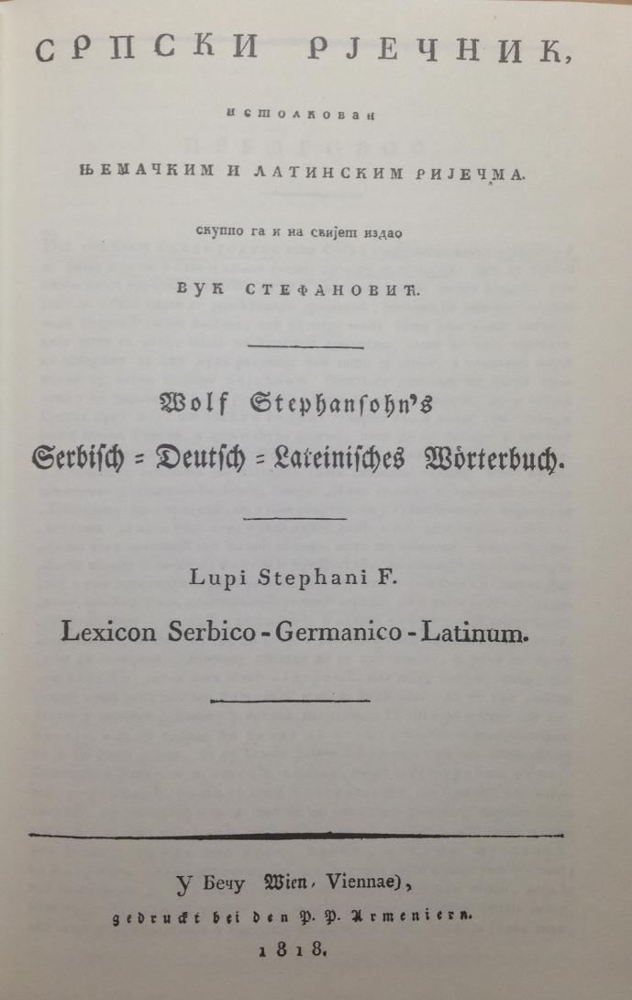 СРПСКИ РЈЕЧНИК,
истолкован
ЊЕМАЧКИМ И ЛАТИНСКИМ РИЈЕЧМА.
скупио га и на свијет издао
ВУК СТЕФАНОВИЋ.
Wolf Stephanſohn's
Serbiſch = Deutſch = Lateiniſches Wörterbuch.
Lupi Stephani F.
Lexicon Serbico - Germanico - Latinum.
У Бечу Wien, Viennae),
gedruckt bei den P. P. Armeniern.
1818.